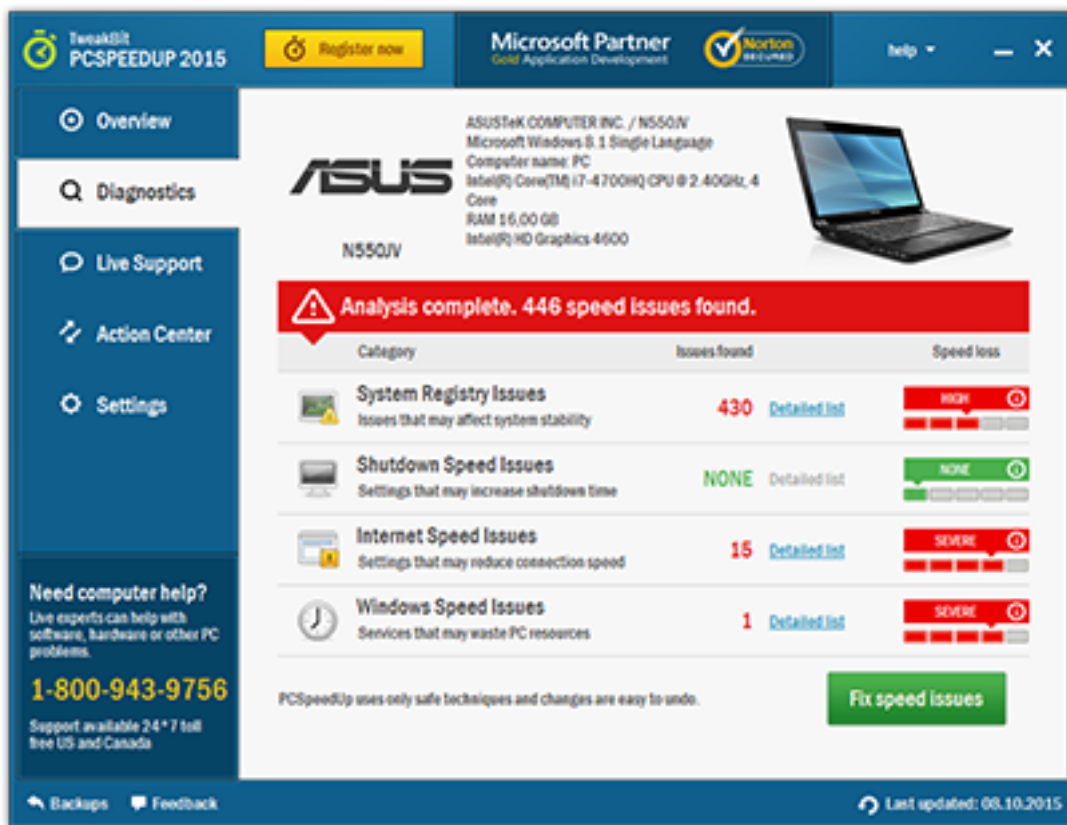 TweakBit
PCSPEEDUP 2015
Register now
Microsoft Partner
Gold Application Development
Norton
SECURED
help
Overview
Diagnostics
Live Support
Action Center
Settings
ASUS
N550JV
ASUSTeK COMPUTER INC. / N550JV
Microsoft Windows 8.1 Single Language
Computer name: PC
Intel(R) Core(TM) i7-4700HQ CPU @ 2.40GHz, 4
Core
RAM 16,00 GB
Intel(R) HD Graphics 4600
Analysis complete. 446 speed issues found.
Category Issues found Speed loss
System Registry Issues
Issues that may affect system stability
430 Detailed list HIGH
Shutdown Speed Issues
Settings that may increase shutdown time
NONE Detailed list NONE
Internet Speed Issues
Settings that may reduce connection speed
15 Detailed list SEVERE
Windows Speed Issues
Services that may waste PC resources
1 Detailed list SEVERE
PCSpeedUp uses only safe techniques and changes are easy to undo.
Fix speed issues
Need computer help?
Live experts can help with
software, hardware or other PC
problems.
1-800-943-9756
Support available 24*7 toll
free US and Canada
Backups Feedback
Last updated: 08.10.2015